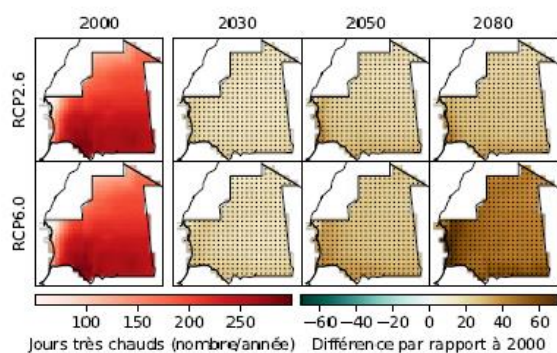 2000 2030 2050 2080
RCP2.6
RCP6.0
100 150 200 250 −60 −40 −20 0 20 40 60
Jours très chauds (nombre/année) Différence par rapport à 2000